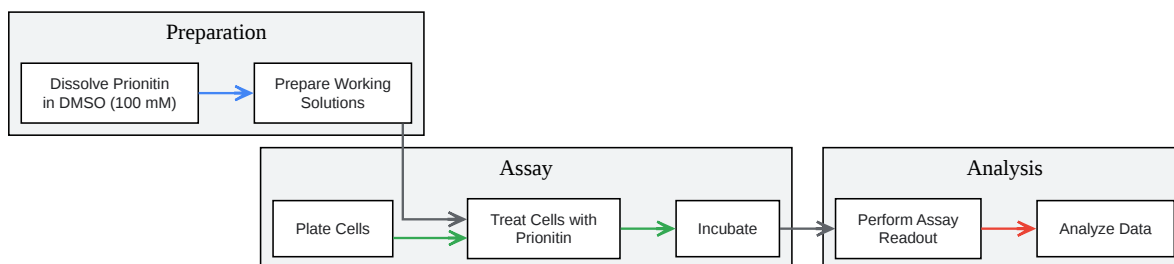 Preparation
Dissolve Prionitin
in DMSO (100 mM)
Prepare Working
Solutions
Assay
Plate Cells
Treat Cells with
Prionitin
Incubate
Analysis
Perform Assay
Readout
Analyze Data